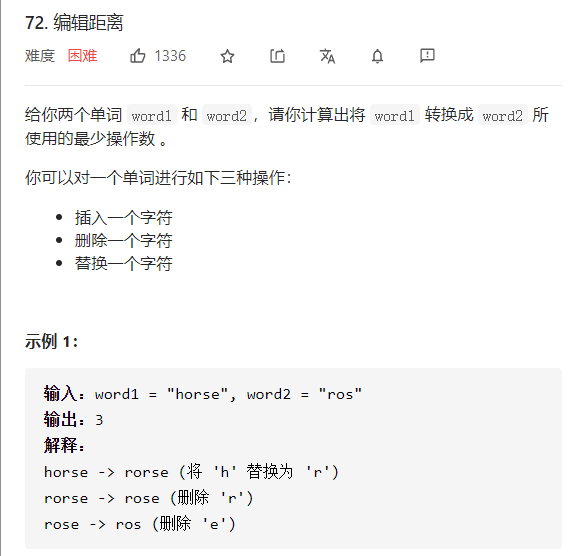 72. 编辑距离
难度 困难 1336
给你两个单词 word1 和 word2，请你计算出将 word1 转换成 word2 所
使用的最少操作数 。
你可以对一个单词进行如下三种操作：
插入一个字符
删除一个字符
替换一个字符
示例 1：
输入：word1 = "horse", word2 = "ros"
输出：3
解释：
horse -> rorse (将 'h' 替换为 'r')
rorse -> rose (删除 'r')
rose -> ros (删除 'e')